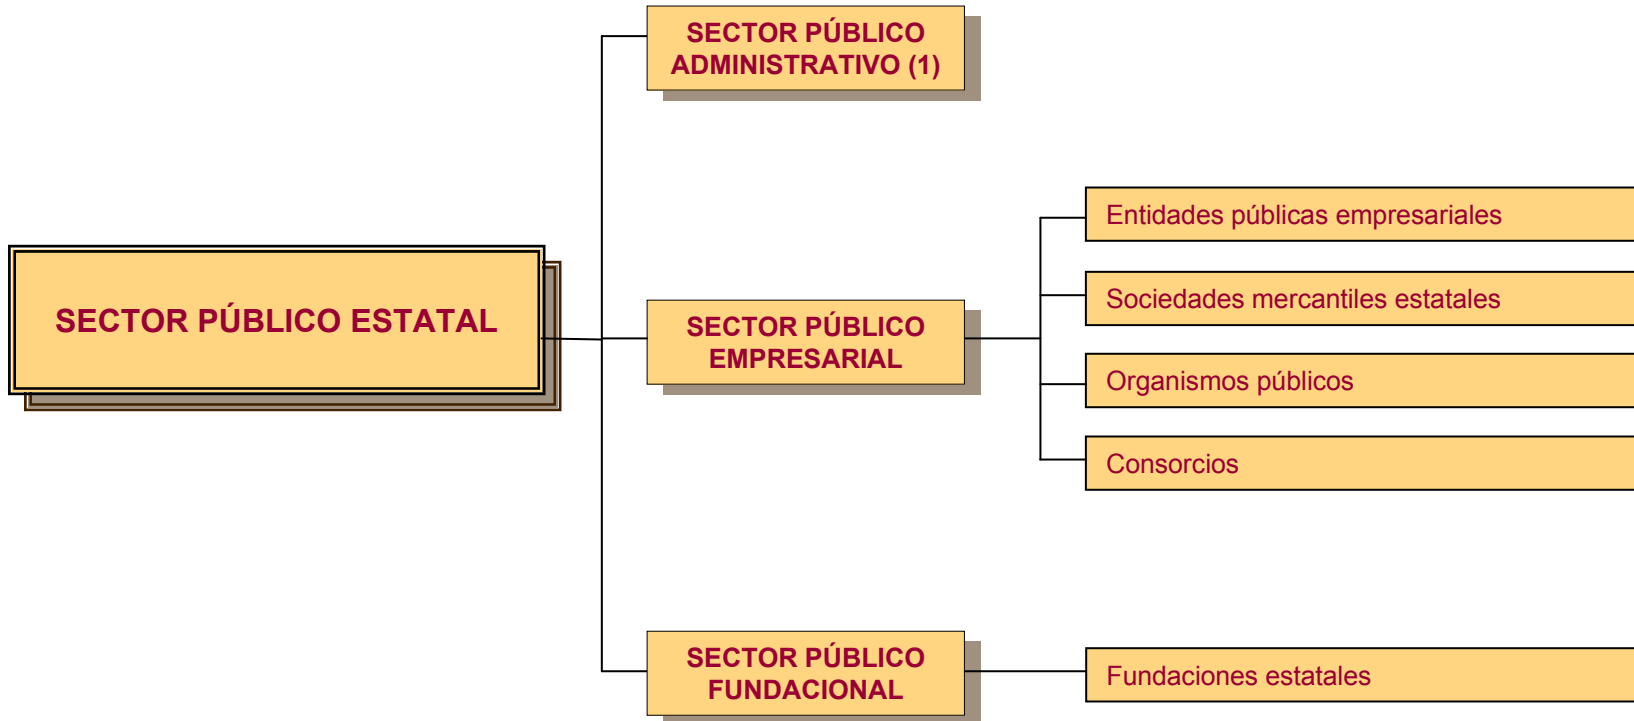 SECTOR PÚBLICO
ADMINISTRATIVO (1)
Entidades públicas empresariales
Sociedades mercantiles estatales
SECTOR PÚBLICO ESTATAL
SECTOR PÚBLICO
EMPRESARIAL
Organismos públicos
Consorcios
SECTOR PÚBLICO
FUNDACIONAL
Fundaciones estatales